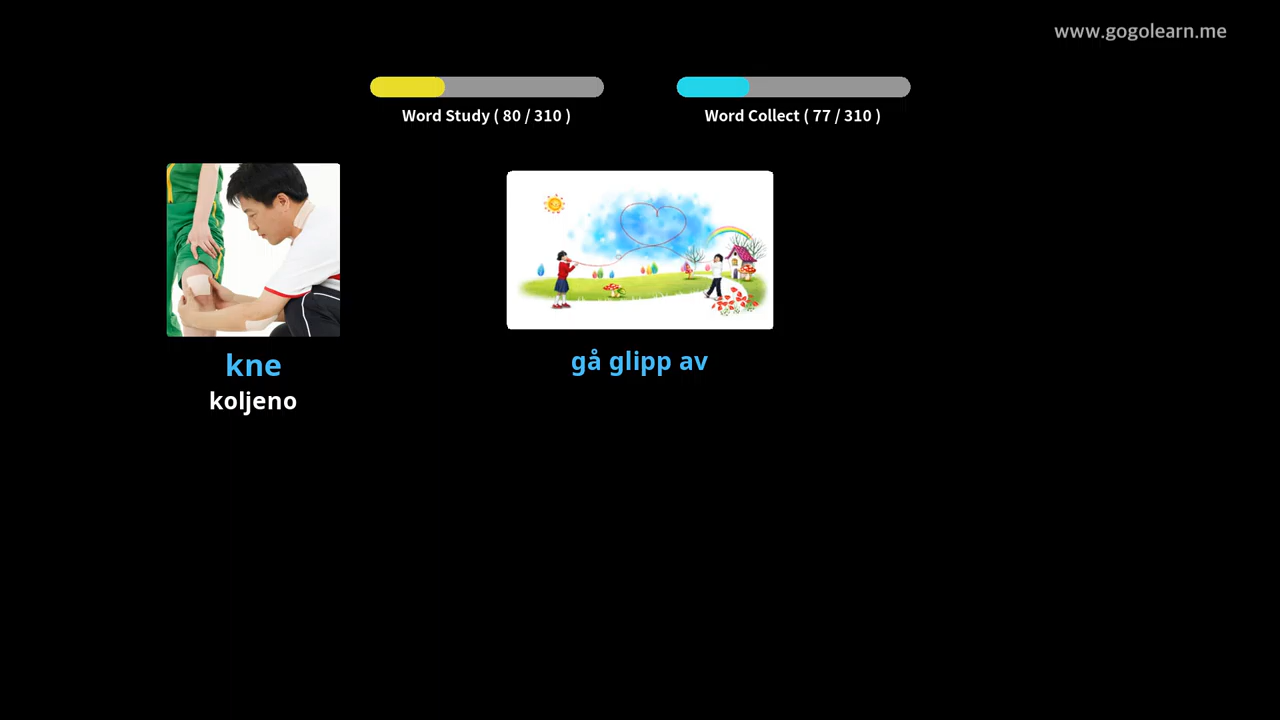 www.gogolearn.me
Word Study ( 80 / 310 )
Word Collect ( 77 / 310 )
kne
koljeno
gå glipp av